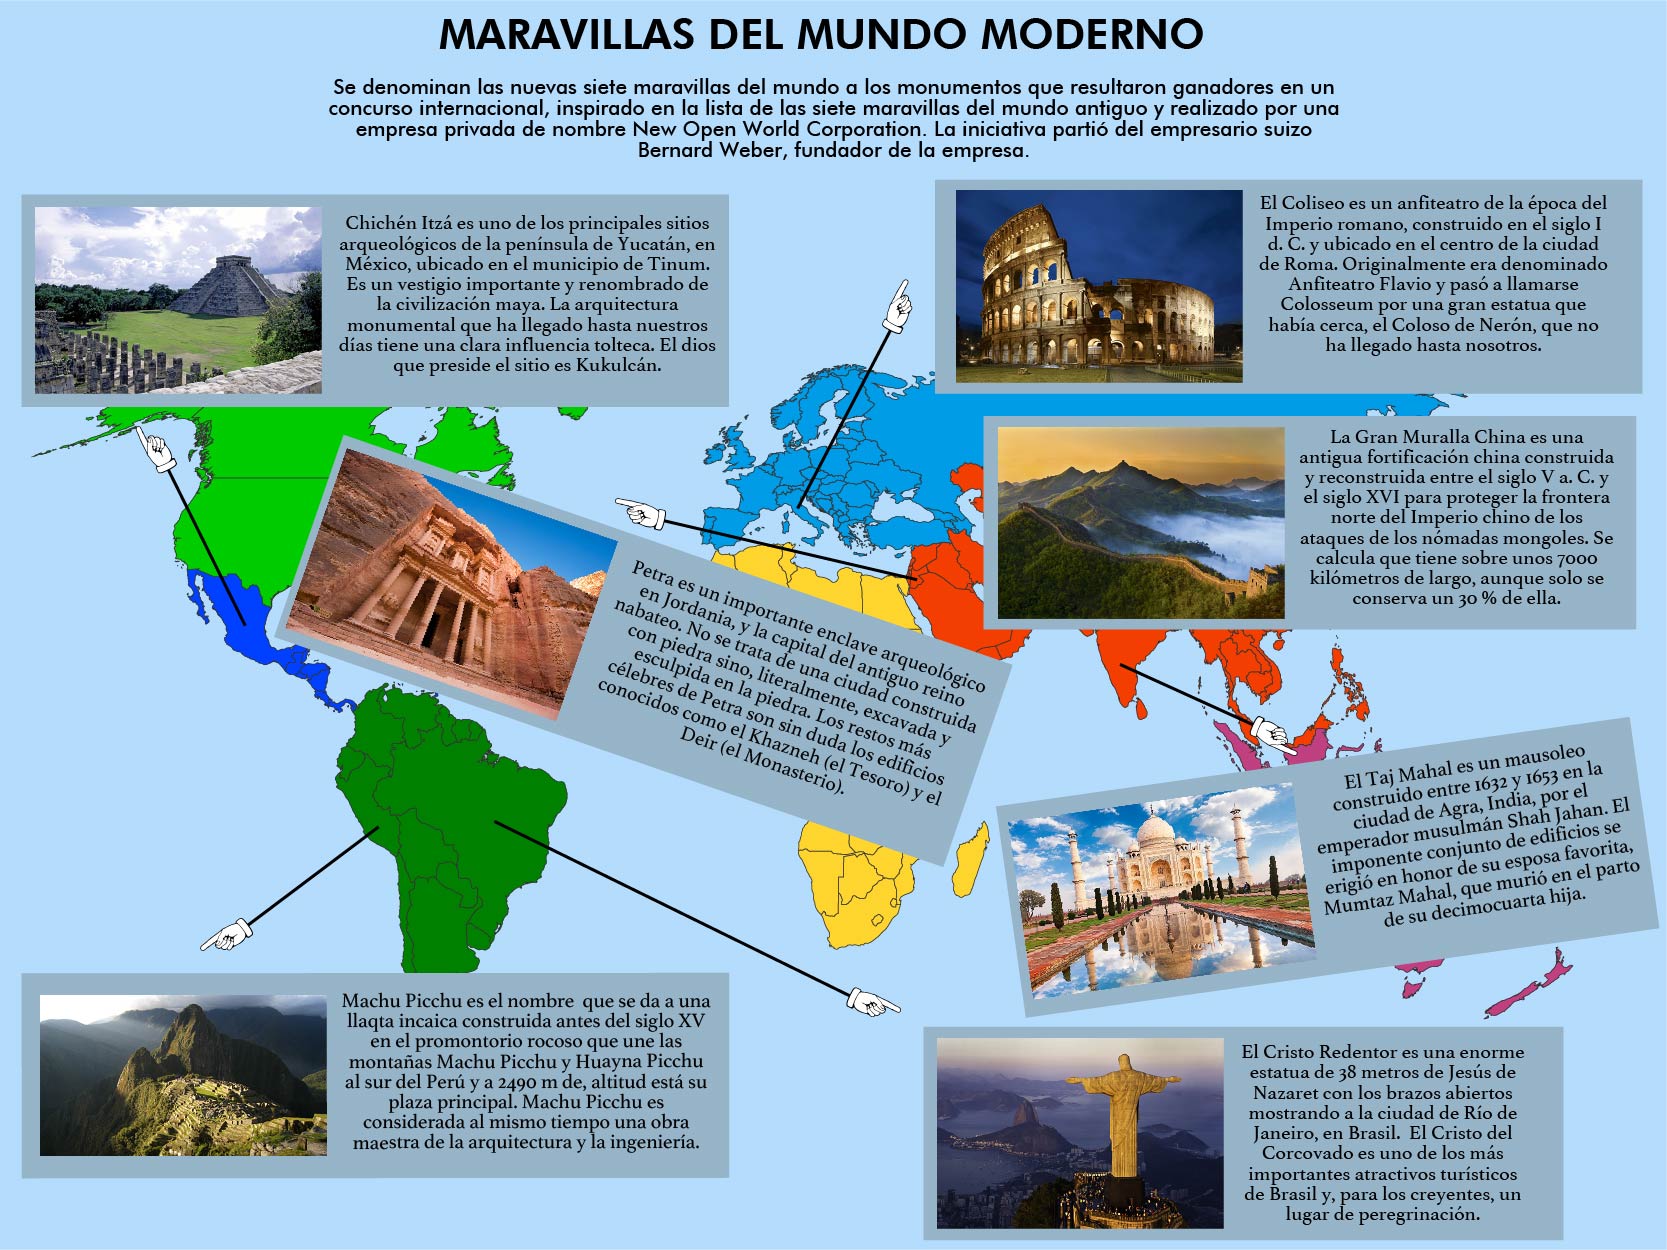 MARAVILLAS DEL MUNDO MODERNO
Se denominan las nuevas siete maravillas del mundo a los monumentos que resultaron ganadores en un
concurso internacional, inspirado en la lista de las siete maravillas del mundo antiguo y realizado por una
empresa privada de nombre New Open World Corporation. La iniciativa partió del empresario suizo
Bernard Weber, fundador de la empresa.
Chichén Itzá es uno de los principales sitios
arqueológicos de la península de Yucatán, en
México, ubicado en el municipio de Tinum.
Es un vestigio importante y renombrado de
la civilización maya. La arquitectura
monumental que ha llegado hasta nuestros
días tiene una clara influencia tolteca. El dios
que preside el sitio es Kukulcán.
El Coliseo es un anfiteatro de la época del
Imperio romano, construido en el siglo I
d. C. y ubicado en el centro de la ciudad
de Roma. Originalmente era denominado
Anfiteatro Flavio y pasó a llamarse
Colosseum por una gran estatua que
había cerca, el Coloso de Nerón, que no
ha llegado hasta nosotros.
La Gran Muralla China es una
antigua fortificación china construida
y reconstruida entre el siglo V a. C. y
el siglo XVI para proteger la frontera
norte del Imperio chino de los
ataques de los nómadas mongoles. Se
calcula que tiene sobre unos 7000
kilómetros de largo, aunque solo se
conserva un 30 % de ella.
Petra es un importante enclave arqueológico
en Jordania, y la capital del antiguo reino
nabateo. No se trata de una ciudad construida
con piedra sino, literalmente, excavada y
esculpida en la piedra. Los restos más
célebres de Petra son sin duda los edificios
conocidos como el Khazneh (el Tesoro) y el
Deir (el Monasterio).
El Taj Mahal es un mausoleo
construido entre 1632 y 1653 en la
ciudad de Agra, India, por el
emperador musulmán Shah Jahan. El
imponente conjunto de edificios se
erigió en honor de su esposa favorita,
Mumtaz Mahal, que murió en el parto
de su decimocuarta hija.
Machu Picchu es el nombre que se da a una
llaqta incaica construida antes del siglo XV
en el promontorio rocoso que une las
montañas Machu Picchu y Huayna Picchu
al sur del Perú y a 2490 m de, altitud está su
plaza principal. Machu Picchu es
considerada al mismo tiempo una obra
maestra de la arquitectura y la ingeniería.
El Cristo Redentor es una enorme
estatua de 38 metros de Jesús de
Nazaret con los brazos abiertos
mostrando a la ciudad de Río de
Janeiro, en Brasil. El Cristo del
Corcovado es uno de los más
importantes atractivos turísticos
de Brasil y, para los creyentes, un
lugar de peregrinación.